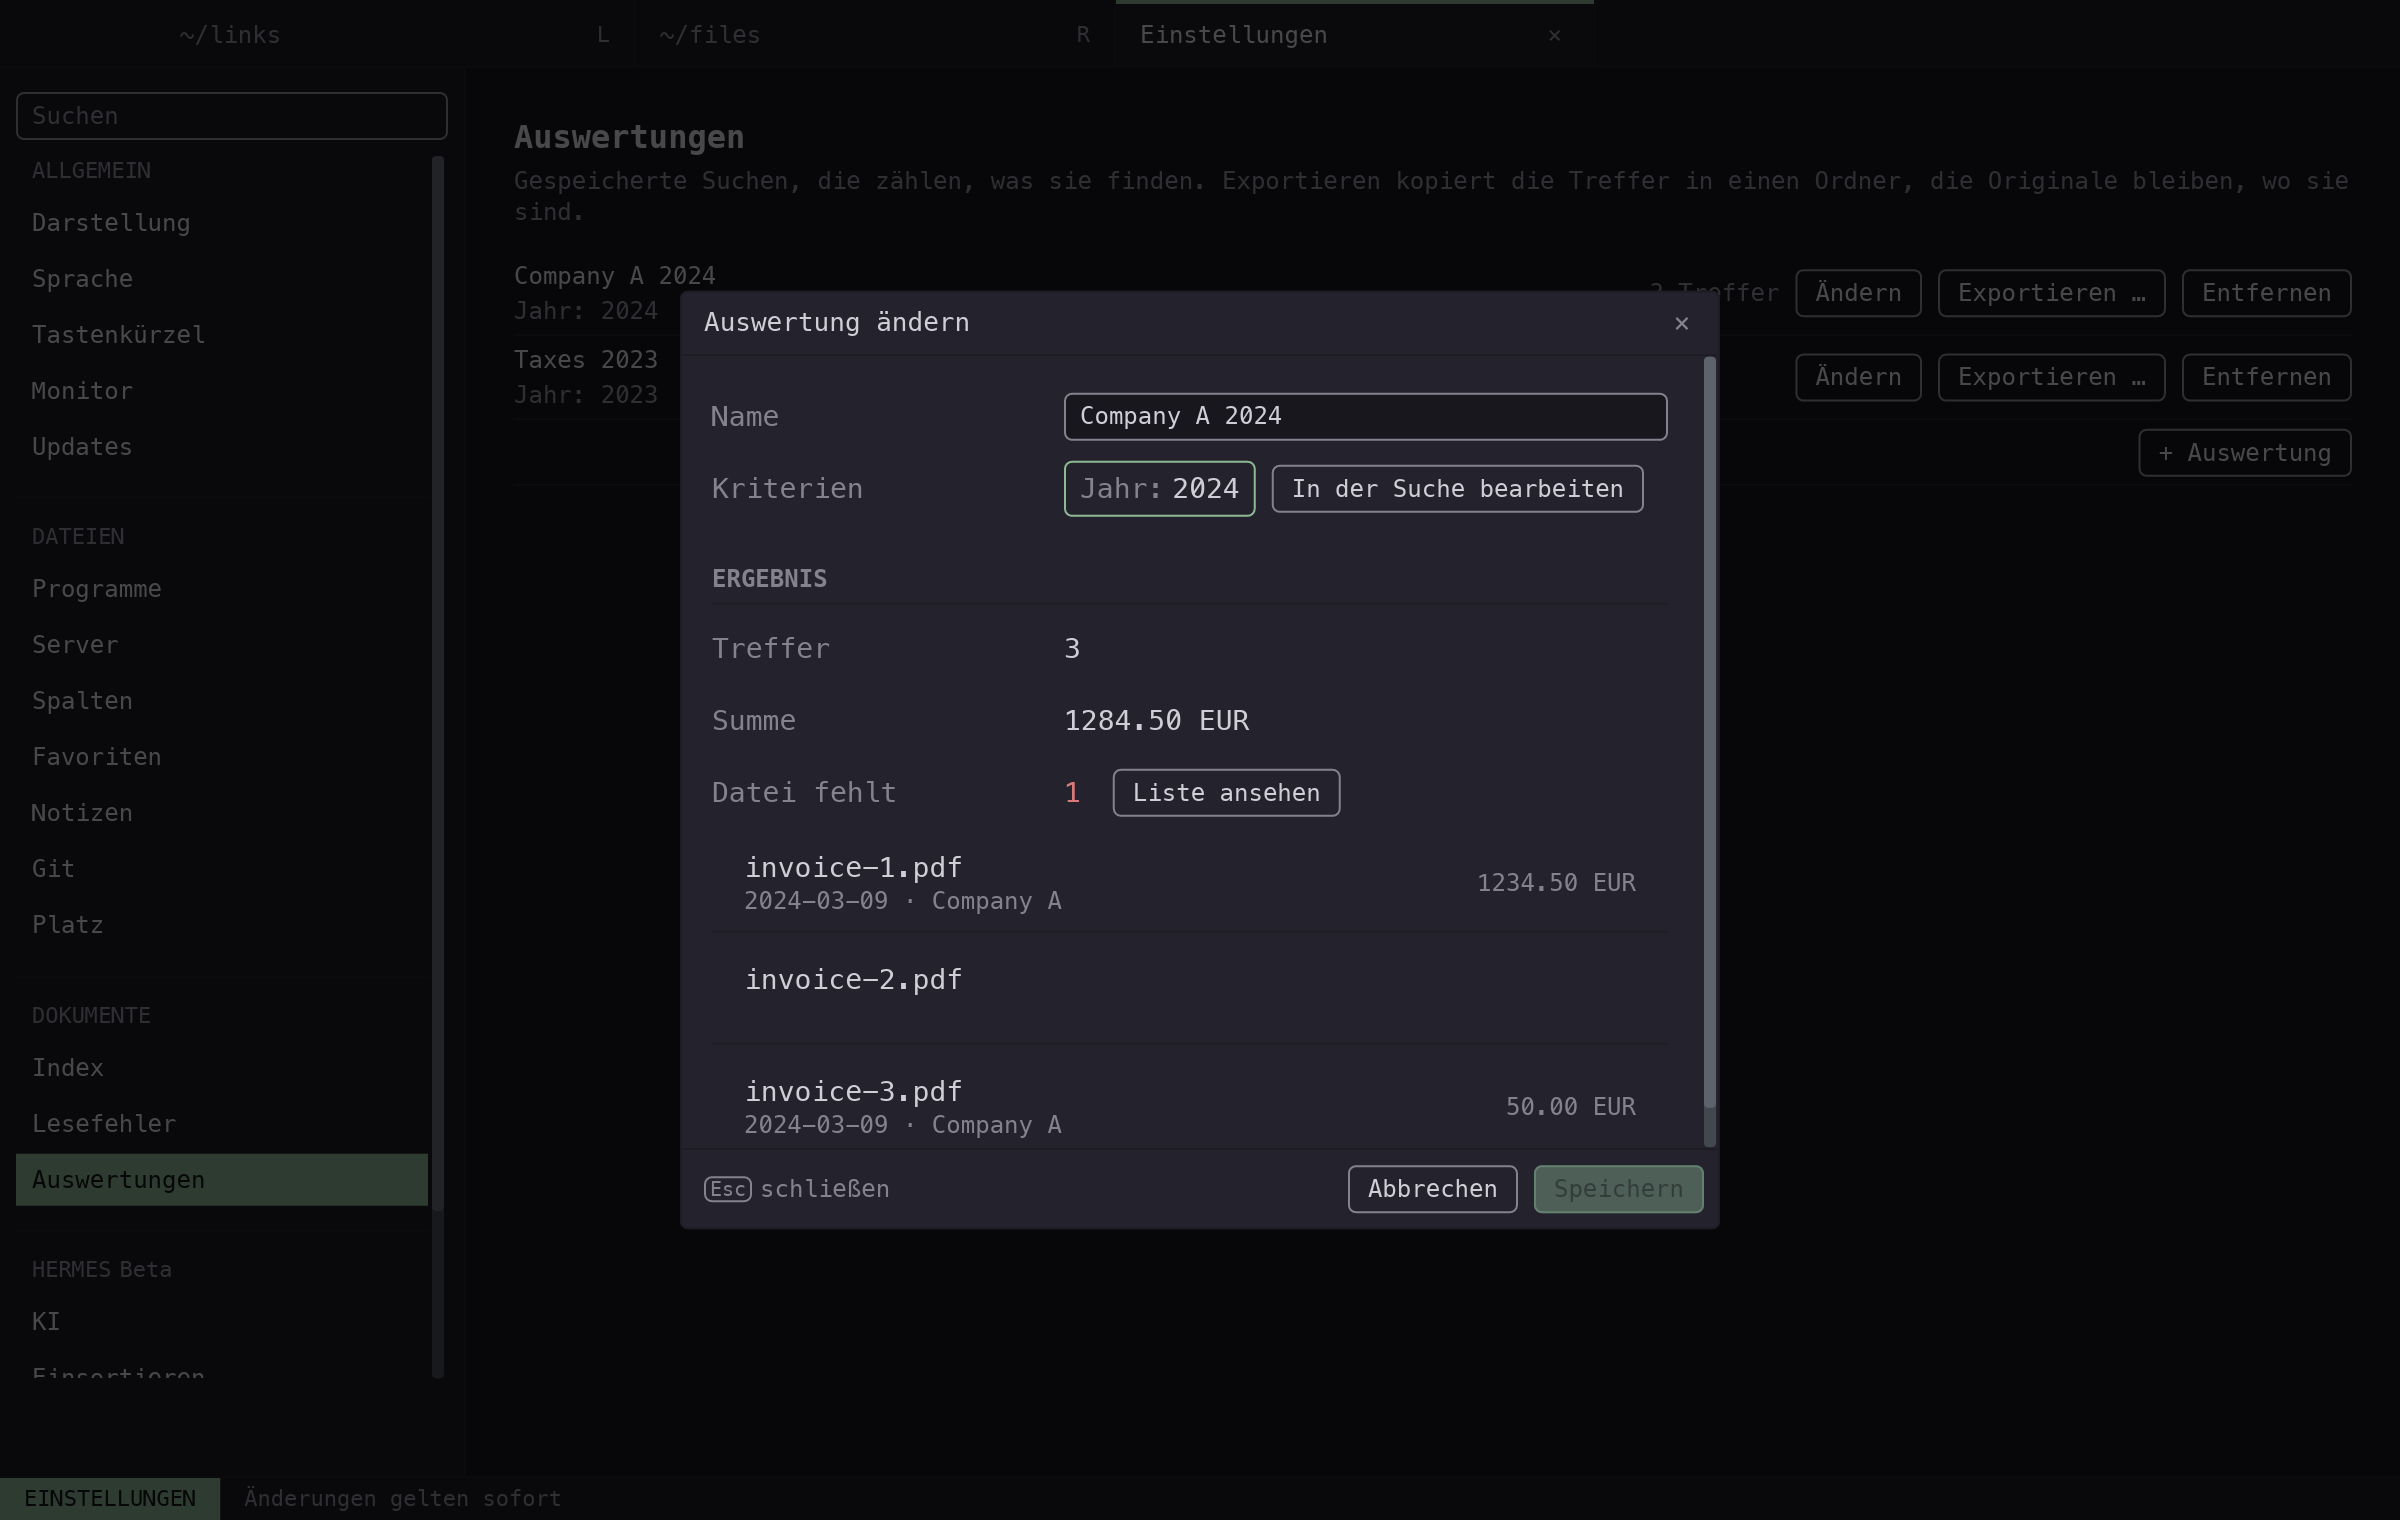 ~/links L ~/files R Einstellungen ×
Suchen
ALLGEMEIN
Darstellung
Sprache
Tastenkürzel
Monitor
Updates
DATEIEN
Programme
Server
Spalten
Favoriten
Notizen
Git
Platz
DOKUMENTE
Index
Lesefehler
Auswertungen
HERMES Beta
KI
Einsortieren
Auswertungen
Gespeicherte Suchen, die zählen, was sie finden. Exportieren kopiert die Treffer in einen Ordner, die Originale bleiben, wo sie
sind.
Company A 2024
Jahr: 2024
Treffer Ändern Exportieren … Entfernen
Taxes 2023
Jahr: 2023
Ändern Exportieren … Entfernen
+ Auswertung
Auswertung ändern ×
Name Company A 2024
Kriterien Jahr: 2024 In der Suche bearbeiten
ERGEBNIS
Treffer 3
Summe 1284.50 EUR
Datei fehlt 1 Liste ansehen
invoice-1.pdf
2024-03-09 · Company A 1234.50 EUR
invoice-2.pdf
invoice-3.pdf
2024-03-09 · Company A 50.00 EUR
Esc schließen Abbrechen Speichern
EINSTELLUNGEN Änderungen gelten sofort